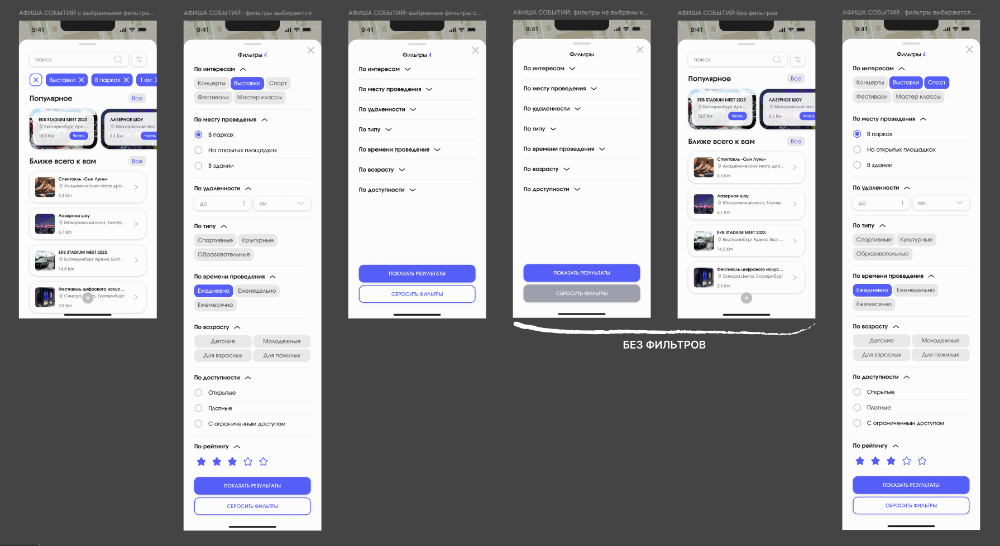 АФИША СОБЫТИЙ с выбранными фильтра...
9:41
поиск
Выставки
В парках
1 км
Популярное
Все
EKB STADIUM MEET 2023
Екатеринбург Аре...
16,5 Km
Читать
ЛАЗЕРНОЕ ШОУ
Макаровский мос...
6,1 Km
Читать
Ближе всего к вам
Все
Спектакль «Сын Луны»
Академический театр дра...
3,3 Km
Лазерное шоу
Макаровский мост, Екатер...
6,1 Km
EKB STADIUM MEET 2023
Екатеринбург Арена, Екат...
16,5 Km
Фестиваль цифрового искус...
Синара р, Екатерибург
2,5 Km
АФИША СОБЫТИЙ : фильтры выбираются
9:41
Фильтры 4
По интересам
Концерты
Выставки
Спорт
Фестивали
Мастер классы
По месту проведения
В парках
На открытых площадках
В здании
По удаленности
до 1
км
По типу
Спортивные
Культурные
Образовательные
По времени проведения
Ежедневно
Еженедельно
Ежемесячно
По возрасту
Детские
Молодежные
Для взрослых
Для пожилых
По доступности
Открытые
Платные
С ограниченным доступом
По рейтингу
ПОКАЗАТЬ РЕЗУЛЬТАТЫ
СБРОСИТЬ ФИЛЬТРЫ
АФИША СОБЫТИЙ: выбранные фильтры с...
9:41
Фильтры 4
По интересам
По месту проведения
По удаленности
По типу
По времени проведения
По возрасту
По доступности
ПОКАЗАТЬ РЕЗУЛЬТАТЫ
СБРОСИТЬ ФИЛЬТРЫ
АФИША СОБЫТИЙ: фильтры не выбраны и...
9:41
Фильтры
По интересам
По месту проведения
По удаленности
По типу
По времени проведения
По возрасту
По доступности
ПОКАЗАТЬ РЕЗУЛЬТАТЫ
СБРОСИТЬ ФИЛЬТРЫ
АФИША СОБЫТИЙ без фильтров
9:41
поиск
Популярное
Все
EKB STADIUM MEET 2023
Екатеринбург Аре...
16,5 Km
Читать
ЛАЗЕРНОЕ ШОУ
Макаровский мос...
6,1 Km
Читать
Ближе всего к вам
Все
Спектакль «Сын Луны»
Академический театр дра...
3,3 Km
Лазерное шоу
Макаровский мост, Екатер...
6,1 Km
EKB STADIUM MEET 2023
Екатеринбург Арена, Екат...
16,5 Km
Фестиваль цифрового искус...
Синара Центр, Екатерибург
2,5 Km
БЕЗ ФИЛЬТРОВ
АФИША СОБЫТИЙ : фильтры выбираются ...
9:41
Фильтры 4
По интересам
Концерты
Выставки
Спорт
Фестивали
Мастер классы
По месту проведения
В парках
На открытых площадках
В здании
По удаленности
до 1
км
По типу
Спортивные
Культурные
Образовательные
По времени проведения
Ежедневно
Еженедельно
Ежемесячно
По возрасту
Детские
Молодежные
Для взрослых
Для пожилых
По доступности
Открытые
Платные
С ограниченным доступом
По рейтингу
ПОКАЗАТЬ РЕЗУЛЬТАТЫ
СБРОСИТЬ ФИЛЬТРЫ